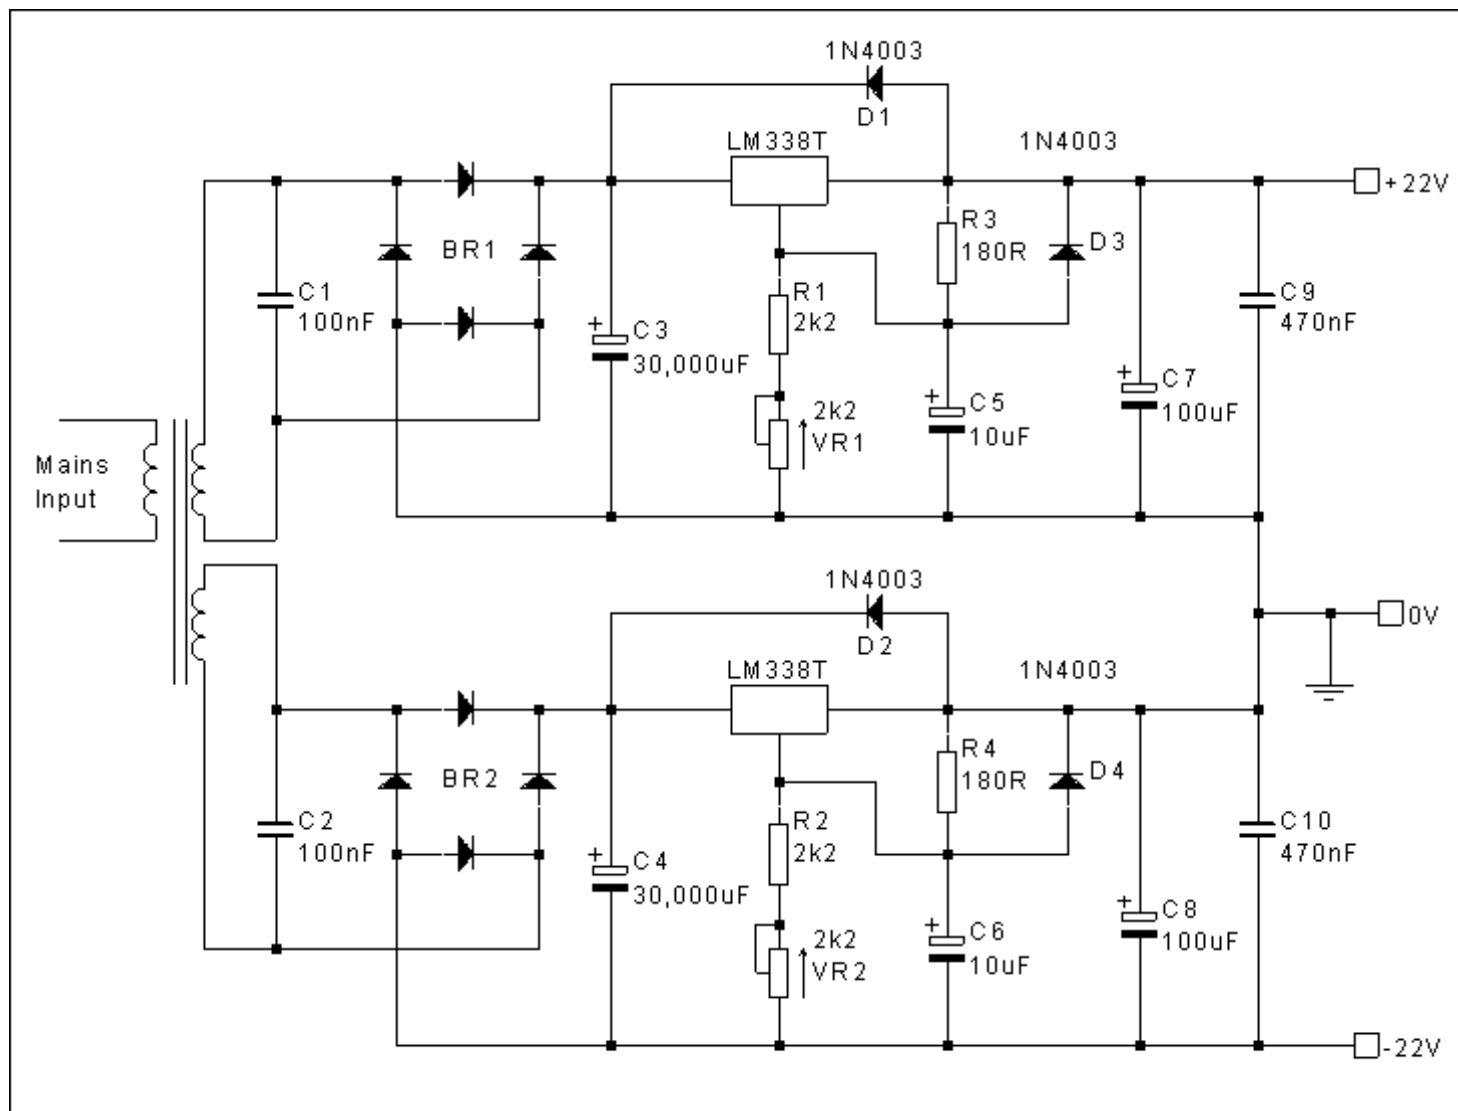 1N4003
D1
LM338T
1N4003
+22V
R3
180R
D3
BR1
C1
100nF
R1
2k2
C3
30,000uF
C9
470nF
C7
100uF
C5
10uF
2k2
VR1
Mains
Input
1N4003
D2
0V
LM338T
1N4003
R4
180R
D4
BR2
C2
100nF
R2
2k2
C4
30,000uF
C10
470nF
C8
100uF
C6
10uF
2k2
VR2
-22V